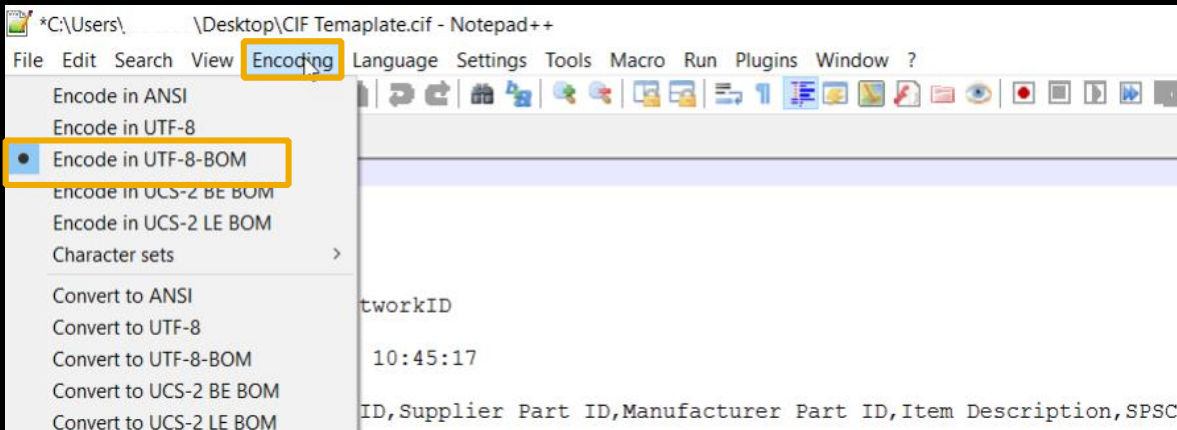 *C:\Users\ \Desktop\CIF Temaplate.cif - Notepad++
File Edit Search View Encoding Language Settings Tools Macro Run Plugins Window ?
Encode in ANSI
Encode in UTF-8
Encode in UTF-8-BOM
Encode in UCS-2 BE BOM
Encode in UCS-2 LE BOM
Character sets >
Convert to ANSI
tworkID
Convert to UTF-8
Convert to UTF-8-BOM 10:45:17
Convert to UCS-2 BE BOM
Convert to UCS-2 LE BOM ID,Supplier Part ID,Manufacturer Part ID,Item Description,SPSC